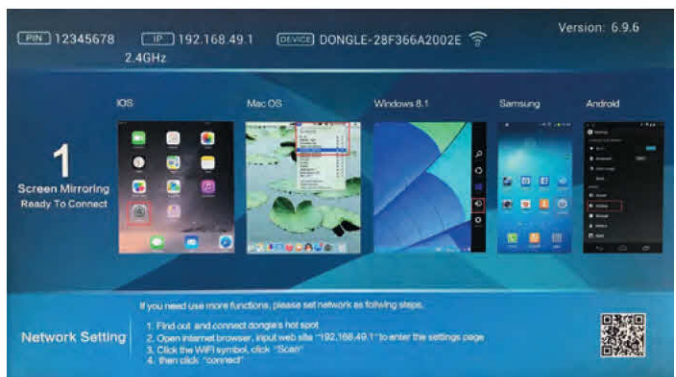 PIN 12345678 IP 192.168.49.1 DEVICE DONGLE-28F366A2002E
2.4GHz
Version: 6.9.6
IOS Mac OS Windows 8.1 Samsung Android
1
Screen Mirroring
Ready To Connect
Network Setting
If you need use more functions, please set network as follwing steps.
1. Find out and connect dongle's hot spot
2. Open internet browser, input web site "192.168.49.1" to enter the settings page
3. Click the WiFi symbol, click "Scan"
4. then click "connect"